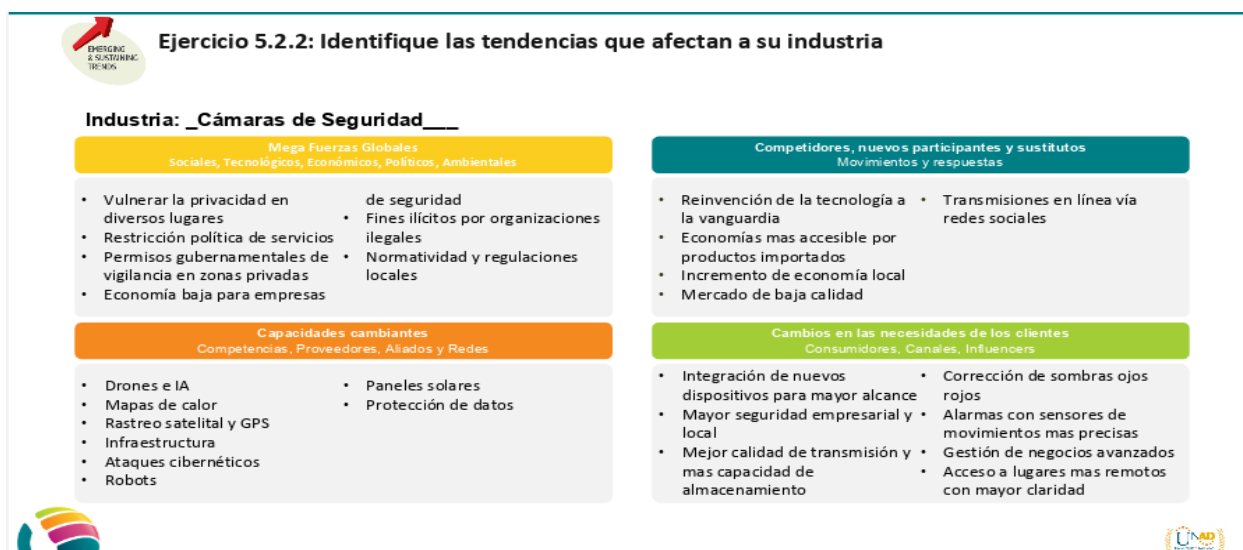 EMERGING
& SUSTAINING
TRENDS
Ejercicio 5.2.2: Identifique las tendencias que afectan a su industria
Industria: _Cámaras de Seguridad___
Mega Fuerzas Globales
Sociales, Tecnológicos, Económicos, Políticos, Ambientales
• Vulnerar la privacidad en
diversos lugares
• Restricción política de servicios
• Permisos gubernamentales de
vigilancia en zonas privadas
• Economía baja para empresas
de seguridad
• Fines ilícitos por organizaciones
ilegales
• Normatividad y regulaciones
locales
Competidores, nuevos participantes y sustitutos
Movimientos y respuestas
• Reinvención de la tecnología a
la vanguardia
• Economías mas accesible por
productos importados
• Incremento de economía local
• Mercado de baja calidad
• Transmisiones en línea vía
redes sociales
Capacidades cambiantes
Competencias, Proveedores, Aliados y Redes
• Drones e IA
• Mapas de calor
• Rastreo satelital y GPS
• Infraestructura
• Ataques cibernéticos
• Robots
• Paneles solares
• Protección de datos
Cambios en las necesidades de los clientes
Consumidores, Canales, Influencers
• Integración de nuevos
dispositivos para mayor alcance
• Mayor seguridad empresarial y
local
• Mejor calidad de transmisión y
mas capacidad de
almacenamiento
• Corrección de sombras ojos
rojos
• Alarmas con sensores de
movimientos mas precisas
• Gestión de negocios avanzados
• Acceso a lugares mas remotos
con mayor claridad
UNAD